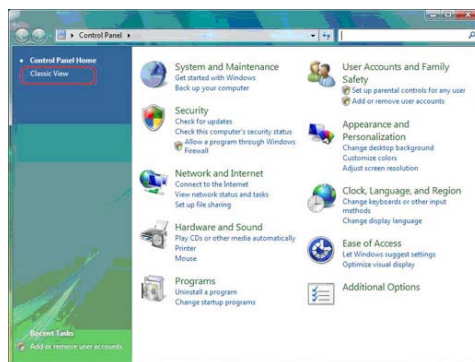 Control Panel
Control Panel Home
Classic View
System and Maintenance
Get started with Windows
Back up your computer
Security
Check for updates
Check this computer's security status
Allow a program through Windows
Firewall
Network and Internet
Connect to the Internet
View network status and tasks
Set up file sharing
Hardware and Sound
Play CDs or other media automatically
Printer
Mouse
Programs
Uninstall a program
Change startup programs
User Accounts and Family
Safety
Set up parental controls for any user
Add or remove user accounts
Appearance and
Personalization
Change desktop background
Customize colors
Adjust screen resolution
Clock, Language, and Region
Change keyboards or other input
methods
Change display language
Ease of Access
Let Windows suggest settings
Optimize visual display
Additional Options
Recent Tasks
Add or remove user accounts